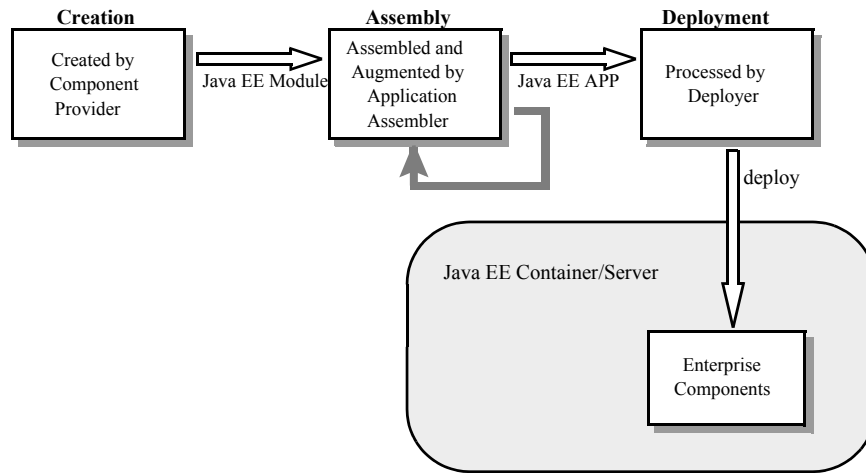 Creation
Assembly
Deployment
Created by
Component
Provider
Java EE Module
Assembled and
Augmented by
Application
Assembler
Java EE APP
Processed by
Deployer
deploy
Java EE Container/Server
Enterprise
Components